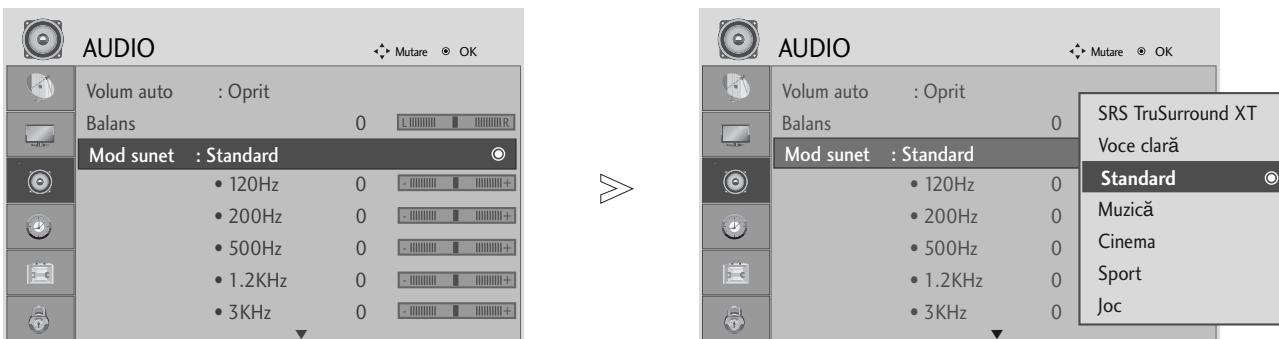 AUDIO Mutare OK
Volum auto : Oprit
Balans 0 L R
Mod sunet : Standard
• 120Hz 0 - +
• 200Hz 0 - +
• 500Hz 0 - +
• 1.2KHz 0 - +
• 3KHz 0 - +
AUDIO Mutare OK
Volum auto : Oprit
Balans 0
Mod sunet : Standard
• 120Hz 0
• 200Hz 0
• 500Hz 0
• 1.2KHz 0
• 3KHz 0
SRS TruSurround XT
Voce clară
Standard
Muzică
Cinema
Sport
Joc